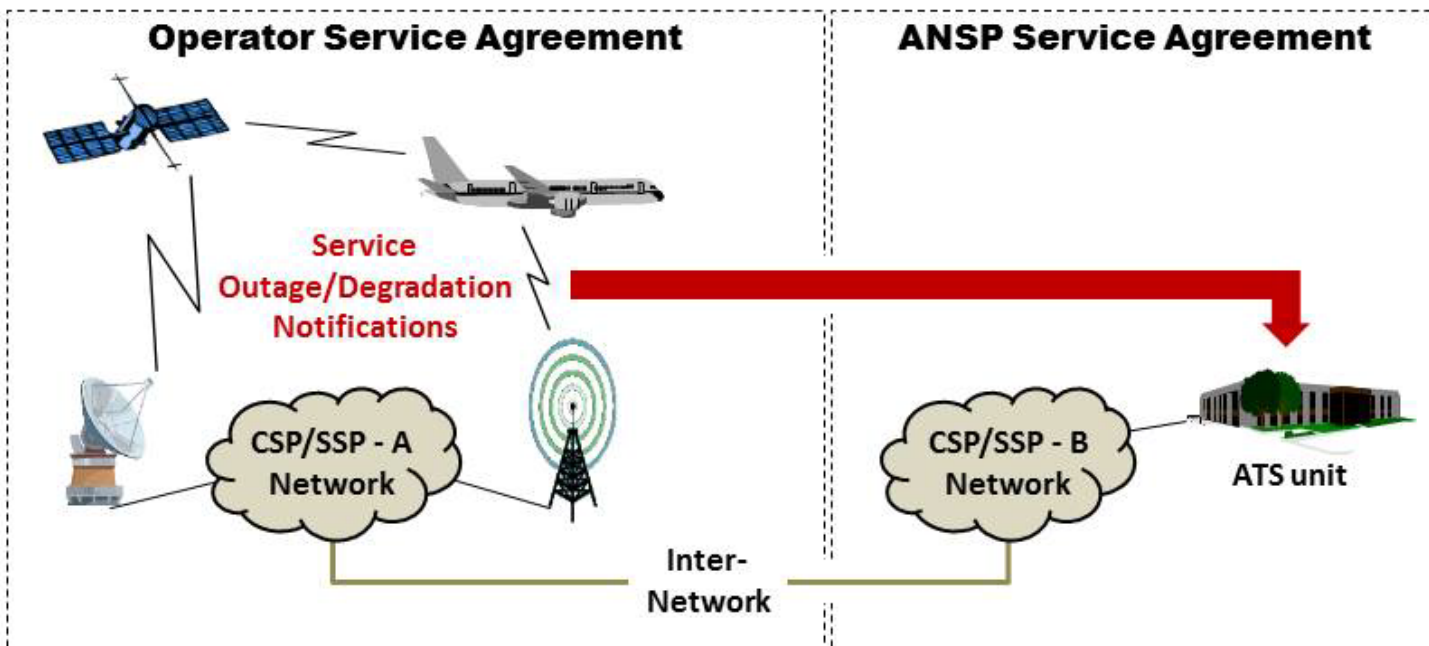 Operator Service Agreement
ANSP Service Agreement
Service
Outage/Degradation
Notifications
CSP/SSP - A
Network
CSP/SSP - B
Network
ATS unit
Inter-
Network